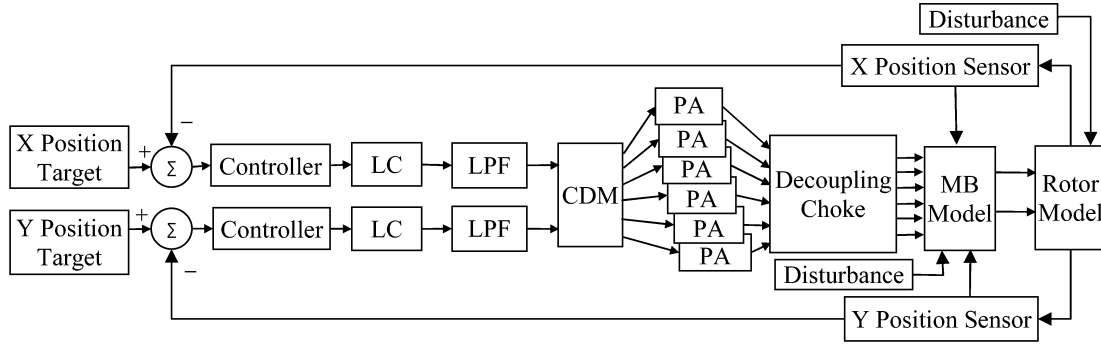 Disturbance
X Position Sensor
X Position
Target
+
−
Σ
Controller
LC
LPF
CDM
PA
PA
PA
PA
PA
PA
Decoupling
Choke
MB
Model
Rotor
Model
Y Position
Target
+
−
Σ
Controller
LC
LPF
Disturbance
Y Position Sensor